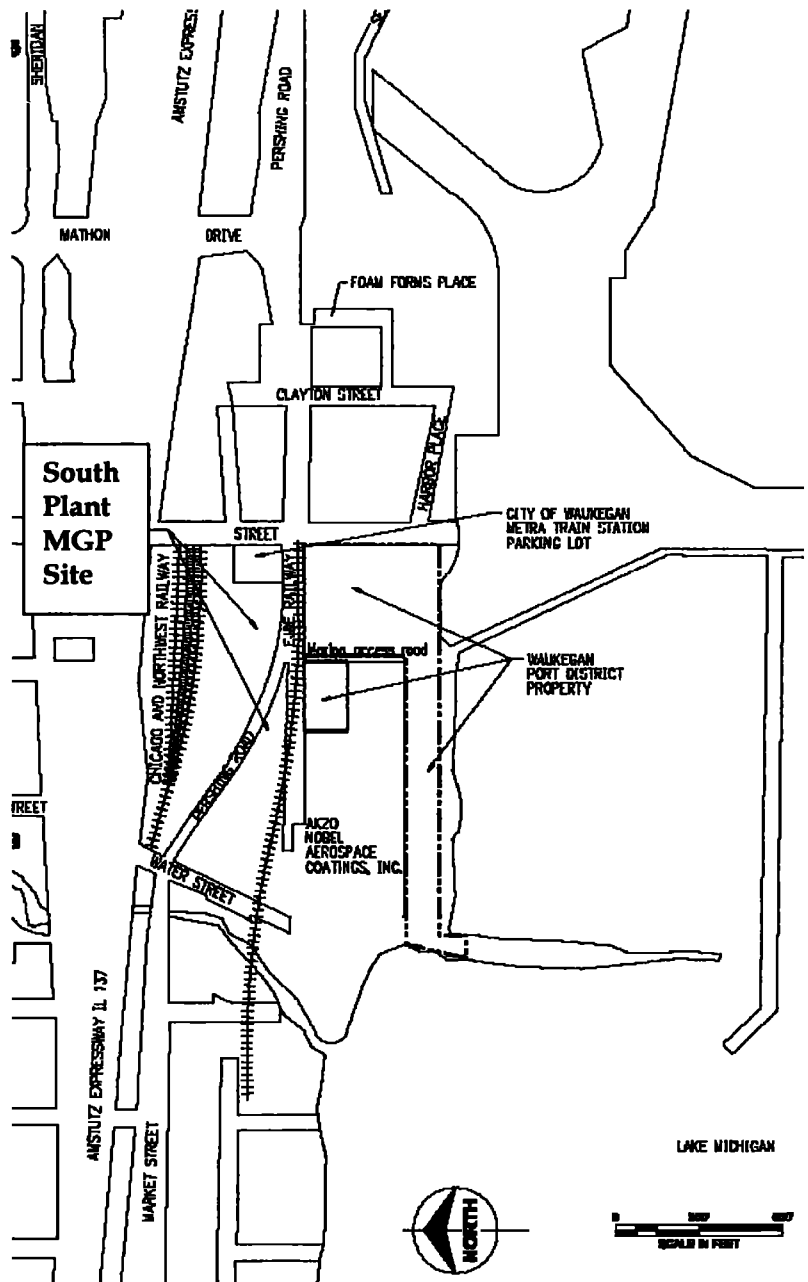 SHERIDAN
AMSTUTZ EXPRES
PERSHING ROAD
MATHON
DRIVE
FOAM FORMS PLACE
CLAYTON STREET
HARBOR PLACE
South
Plant
MGP
Site
STREET
CITY OF WAUKEGAN
METRA TRAIN STATION
PARKING LOT
CHICAGO AND NORTHWEST RAILWAY
EJ&E RAILWAY
Marina access road
WAUKEGAN
PORT DISTRICT
PROPERTY
PERSHING ROAD
TREET
AKZO
NOBEL
AEROSPACE
COATINGS, INC.
WATER STREET
AMSTUTZ EXPRESSWAY IL 137
MARKET STREET
LAKE MICHIGAN
NORTH
0
SCALE IN FEET